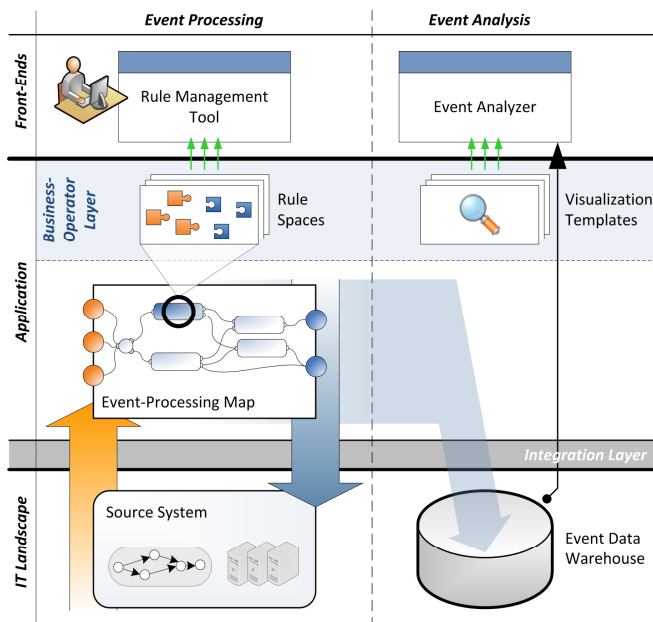 Event Processing
Event Analysis
Front-Ends
Rule Management
Tool
Event Analyzer
Business-
Operator
Layer
Rule
Spaces
Visualization
Templates
Application
Event-Processing Map
Integration Layer
IT Landscape
Source System
Event Data
Warehouse